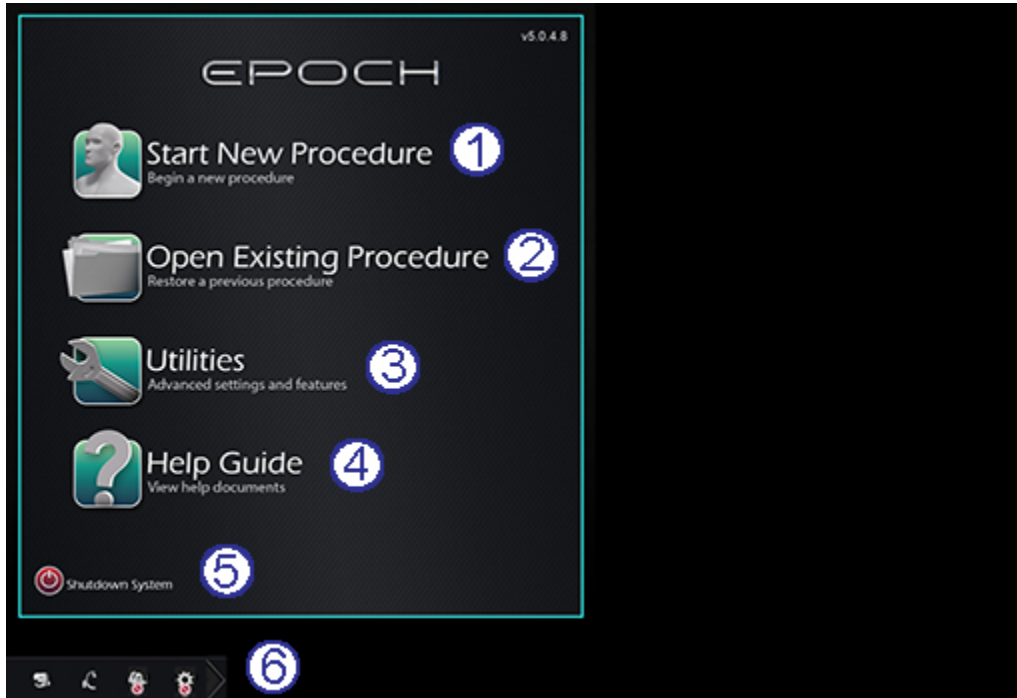 v5.0.4.8
EPOCH
Start New Procedure 1
Begin a new procedure
Open Existing Procedure 2
Restore a previous procedure
Utilities 3
Advanced settings and features
Help Guide 4
View help documents
Shutdown System 5
6